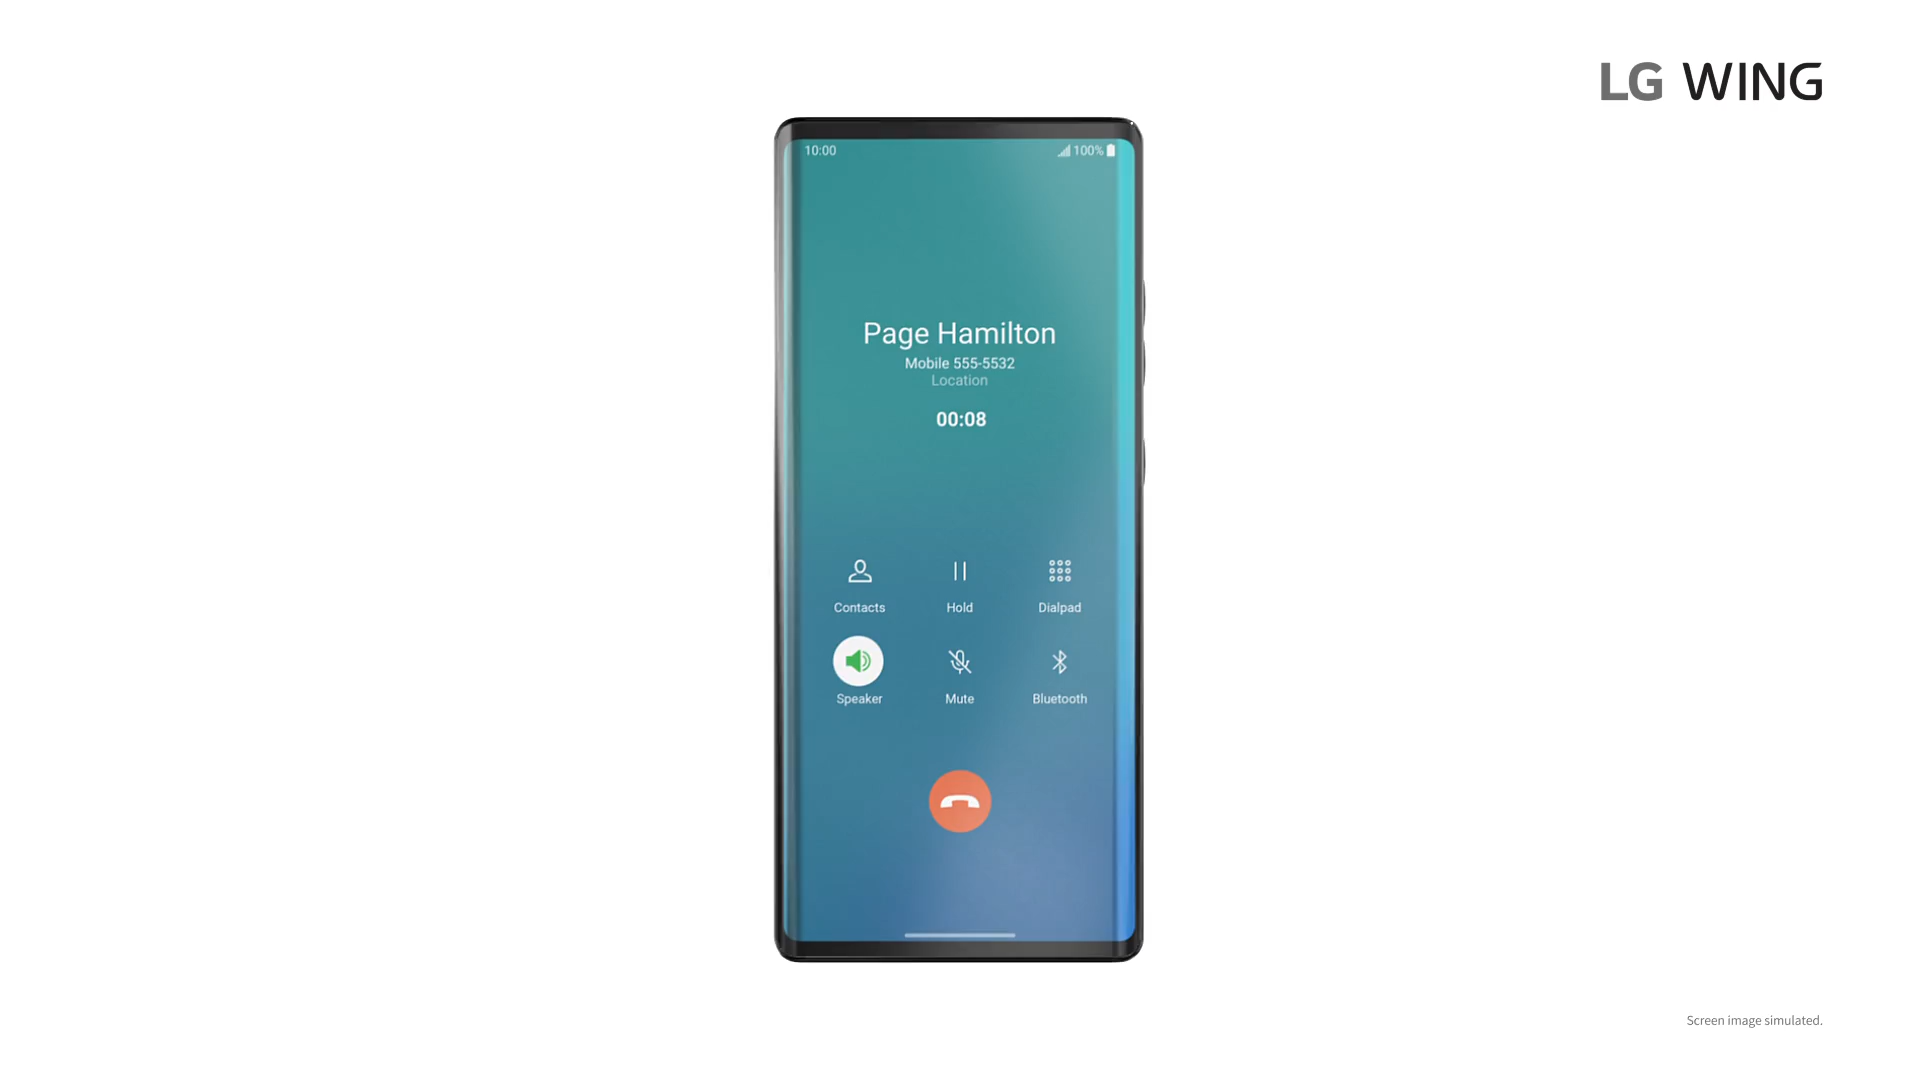 LG WING
10:00
100%
Page Hamilton
Mobile 555-5532
Location
00:08
Contacts
Hold
Dialpad
Speaker
Mute
Bluetooth
Screen image simulated.